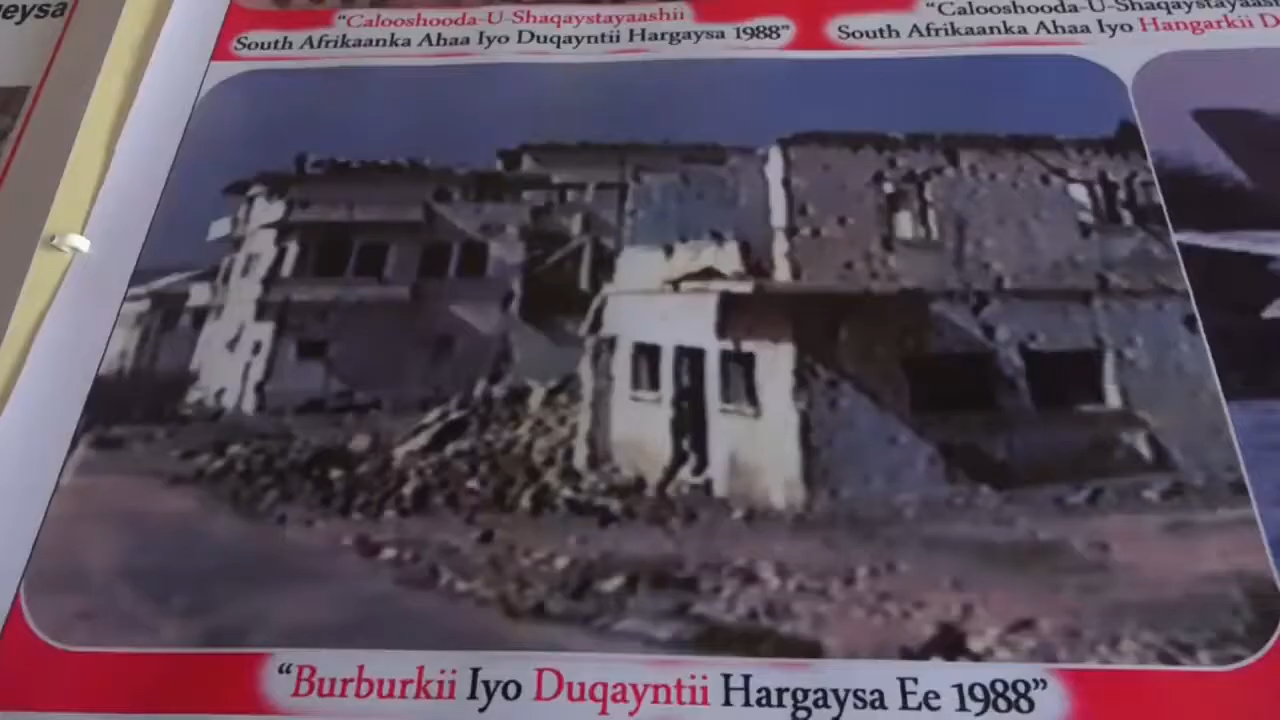 eysa
"Calooshooda-U-Shaqaystayaashii
South Afrikaanka Ahaa Iyo Duqayntii Hargaysa 1988"
"Calooshooda-U-Shaqaystayaashii
South Afrikaanka Ahaa Iyo Hangarkii D
"Burburkii Iyo Duqayntii Hargaysa Ee 1988"